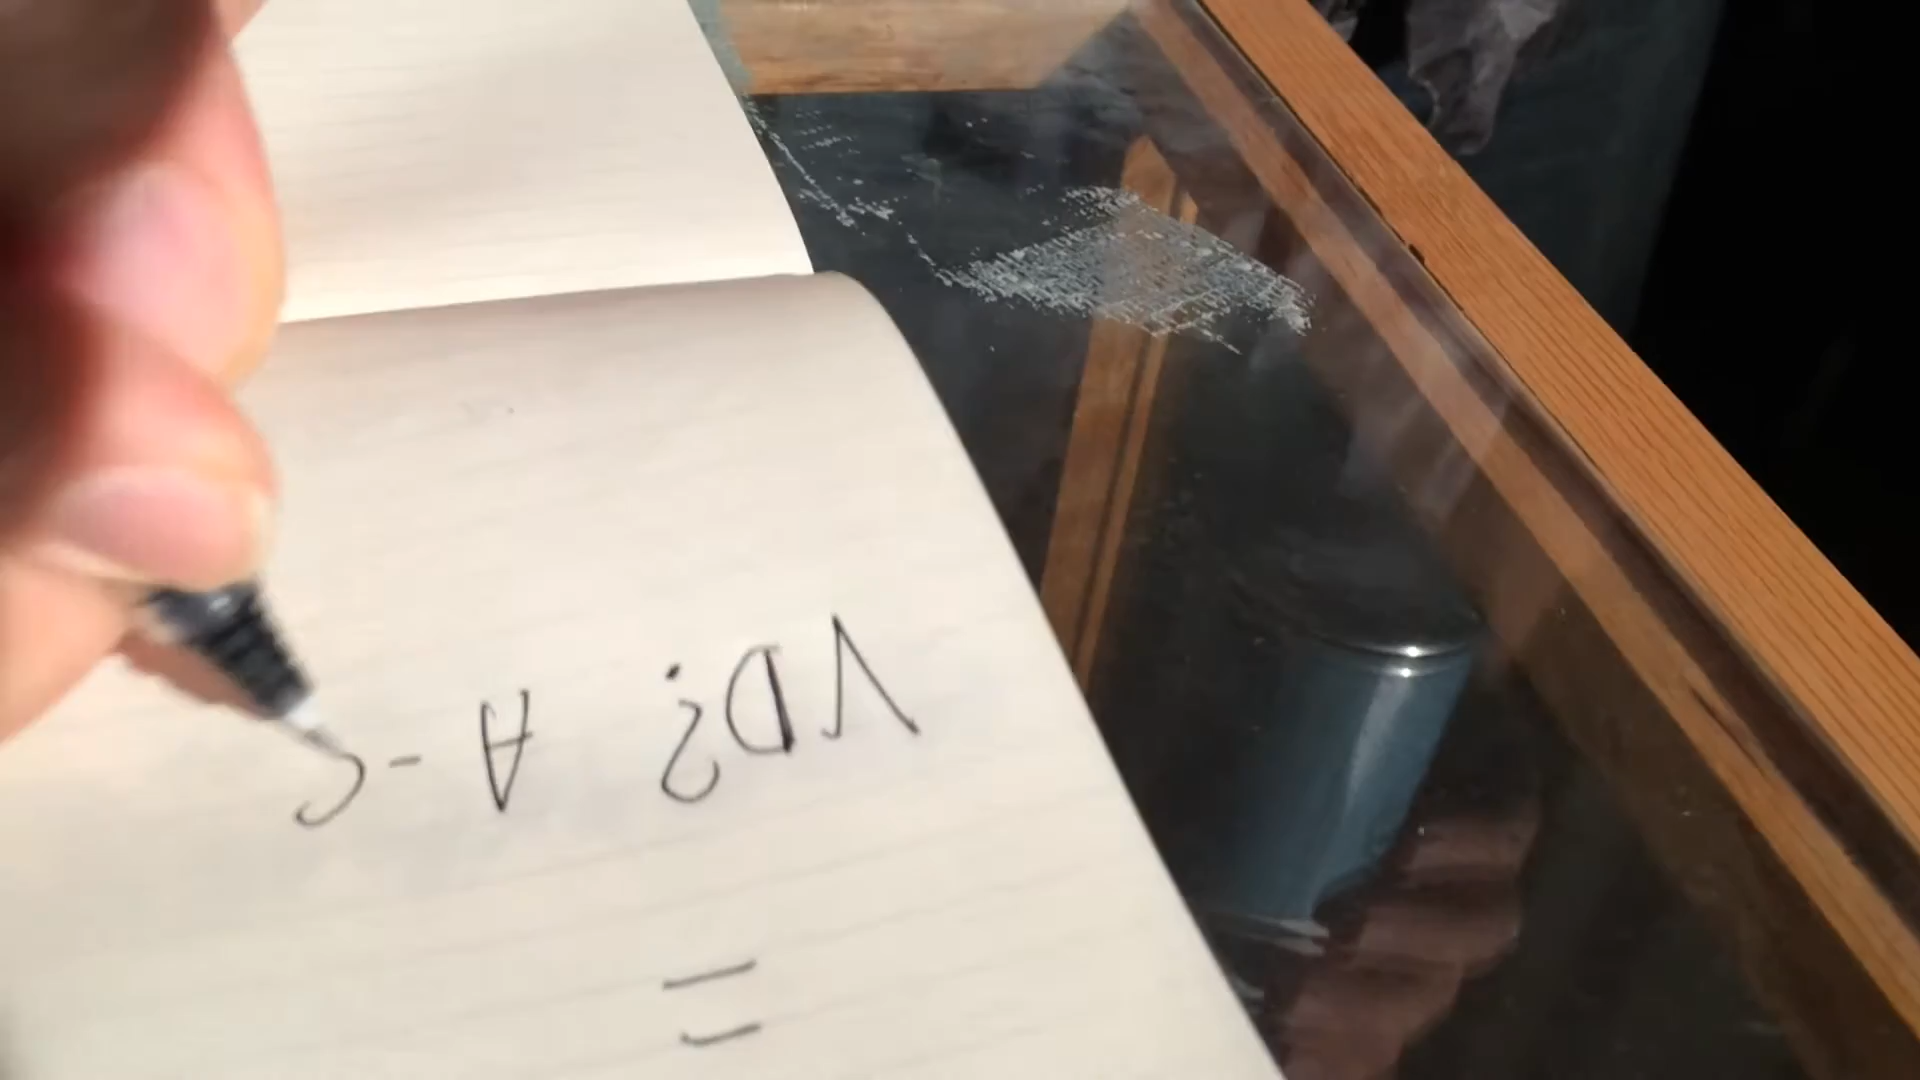 =
VD? A -